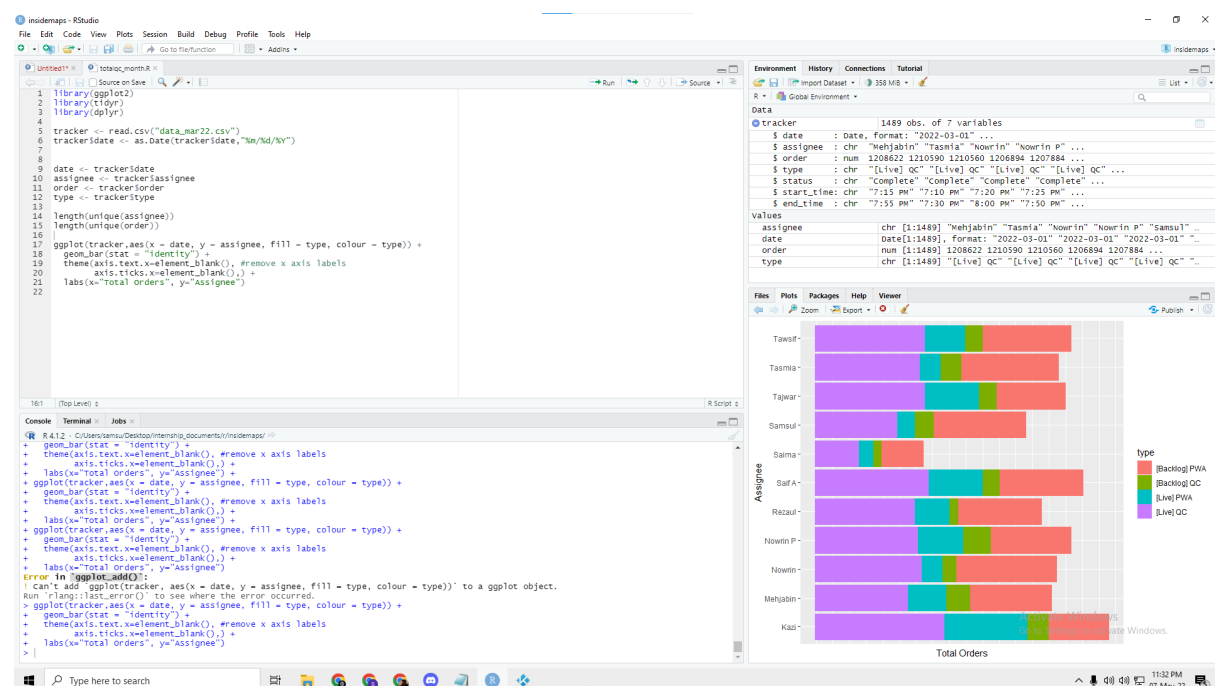 insidemaps - RStudio
File Edit Code View Plots Session Build Debug Profile Tools Help
Go to file/function Addins
Insidemaps
Untitled1* totalqc_month.R
Source on Save Run Source
1 library(ggplot2)
2 library(tidyr)
3 library(dplyr)
4
5 tracker <- read.csv("data_mar22.csv")
6 tracker$date <- as.Date(tracker$date,"%m/%d/%Y")
7
8
9 date <- tracker$date
10 assignee <- tracker$assignee
11 order <- tracker$order
12 type <- tracker$type
13
14 length(unique(assignee))
15 length(unique(order))
16
17 ggplot(tracker,aes(x = date, y = assignee, fill = type, colour = type)) +
18 geom_bar(stat = "identity") +
19 theme(axis.text.x=element_blank(), #remove x axis labels
20 axis.ticks.x=element_blank(),) +
21 labs(x="Total Orders", y="Assignee")
22
16:1 (Top Level) R Script
Console Terminal Jobs
R 4.1.2 · C:/Users/samsu/Desktop/internship_documents/r/insidemaps/
+ geom_bar(stat = "identity") +
+ theme(axis.text.x=element_blank(), #remove x axis labels
+ axis.ticks.x=element_blank(),) +
+ labs(x="Total Orders", y="Assignee") +
+ ggplot(tracker,aes(x = date, y = assignee, fill = type, colour = type)) +
+ geom_bar(stat = "identity") +
+ theme(axis.text.x=element_blank(), #remove x axis labels
+ axis.ticks.x=element_blank(),) +
+ labs(x="Total Orders", y="Assignee") +
+ ggplot(tracker,aes(x = date, y = assignee, fill = type, colour = type)) +
+ geom_bar(stat = "identity") +
+ theme(axis.text.x=element_blank(), #remove x axis labels
+ axis.ticks.x=element_blank(),) +
+ labs(x="Total Orders", y="Assignee")
Error in `ggplot_add()`:
! Can't add `ggplot(tracker, aes(x = date, y = assignee, fill = type, colour = type))` to a ggplot object.
Run `rlang::last_error()` to see where the error occurred.
> ggplot(tracker,aes(x = date, y = assignee, fill = type, colour = type)) +
+ geom_bar(stat = "identity") +
+ theme(axis.text.x=element_blank(), #remove x axis labels
+ axis.ticks.x=element_blank(),) +
+ labs(x="Total Orders", y="Assignee")
>
Environment History Connections Tutorial
Import Dataset 358 MiB List
R Global Environment
Data
tracker 1489 obs. of 7 variables
$ date : Date, format: "2022-03-01" ...
$ assignee : chr "Mehjabin" "Tasmia" "Nowrin" "Nowrin P" ...
$ order : num 1208622 1210590 1210560 1206894 1207884 ...
$ type : chr "[Live] QC" "[Live] QC" "[Live] QC" "[Live] QC" ...
$ status : chr "Complete" "Complete" "Complete" "Complete" ...
$ start_time: chr "7:15 PM" "7:10 PM" "7:20 PM" "7:25 PM" ...
$ end_time : chr "7:55 PM" "7:30 PM" "8:00 PM" "7:50 PM" ...
Values
assignee chr [1:1489] "Mehjabin" "Tasmia" "Nowrin" "Nowrin P" "Samsul" ...
date Date[1:1489], format: "2022-03-01" "2022-03-01" "2022-03-01" "...
order num [1:1489] 1208622 1210590 1210560 1206894 1207884 ...
type chr [1:1489] "[Live] QC" "[Live] QC" "[Live] QC" "[Live] QC" "...
Files Plots Packages Help Viewer
Zoom Export Publish
Tawsif
Tasmia
Tajwar
Samsul
Saima
Saif A
Rezaul
Nowrin P
Nowrin
Mehjabin
Kazi
Assignee
Total Orders
type
[Backlog] PWA
[Backlog] QC
[Live] PWA
[Live] QC
Activate Windows
Type here to search
11:32 PM
07-May-22